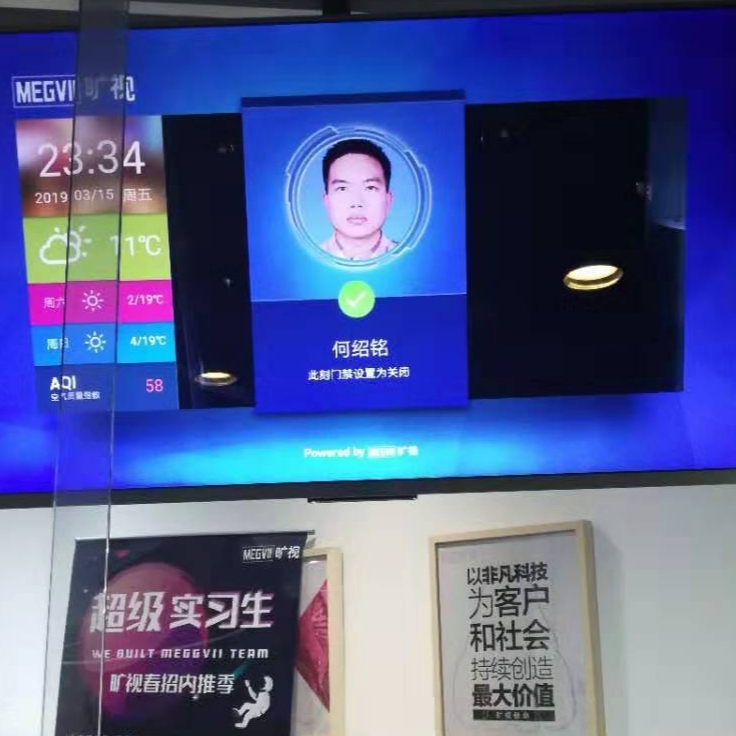 MEGVII 旷视
23:34
2019/03/15 周五
11℃
周六 2/19℃
周日 4/19℃
AQI 58
空气质量指数
何绍铭
此刻门禁设置为关闭
Powered by MEGVII 旷视
MEGVII 旷视
超级实习生
WE BUILT MEGGVII TEAM
旷视春招内推季
以非凡科技
为客户
和社会
持续创造
最大价值